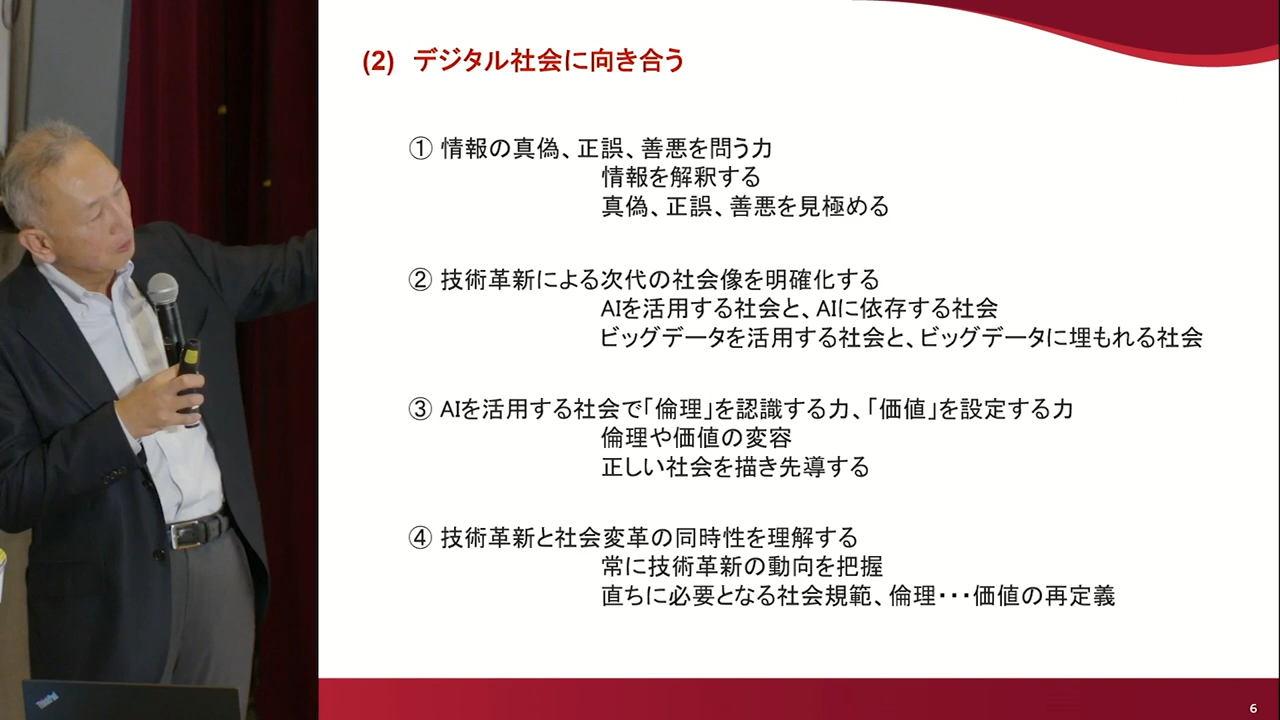 (2) デジタル社会に向き合う
① 情報の真偽、正誤、善悪を問う力
情報を解釈する
真偽、正誤、善悪を見極める
② 技術革新による次代の社会像を明確化する
AIを活用する社会と、AIに依存する社会
ビッグデータを活用する社会と、ビッグデータに埋もれる社会
③ AIを活用する社会で「倫理」を認識する力、「価値」を設定する力
倫理や価値の変容
正しい社会を描き先導する
④ 技術革新と社会変革の同時性を理解する
常に技術革新の動向を把握
直ちに必要となる社会規範、倫理・・・価値の再定義
6
ThinkPad